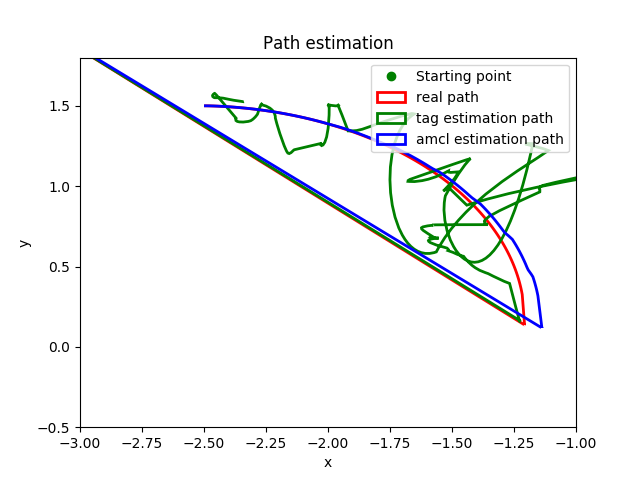 Path estimation
Starting point
real path
tag estimation path
amcl estimation path
y
1.5
1.0
0.5
0.0
−0.5
−3.00 −2.75 −2.50 −2.25 −2.00 −1.75 −1.50 −1.25 −1.00
x